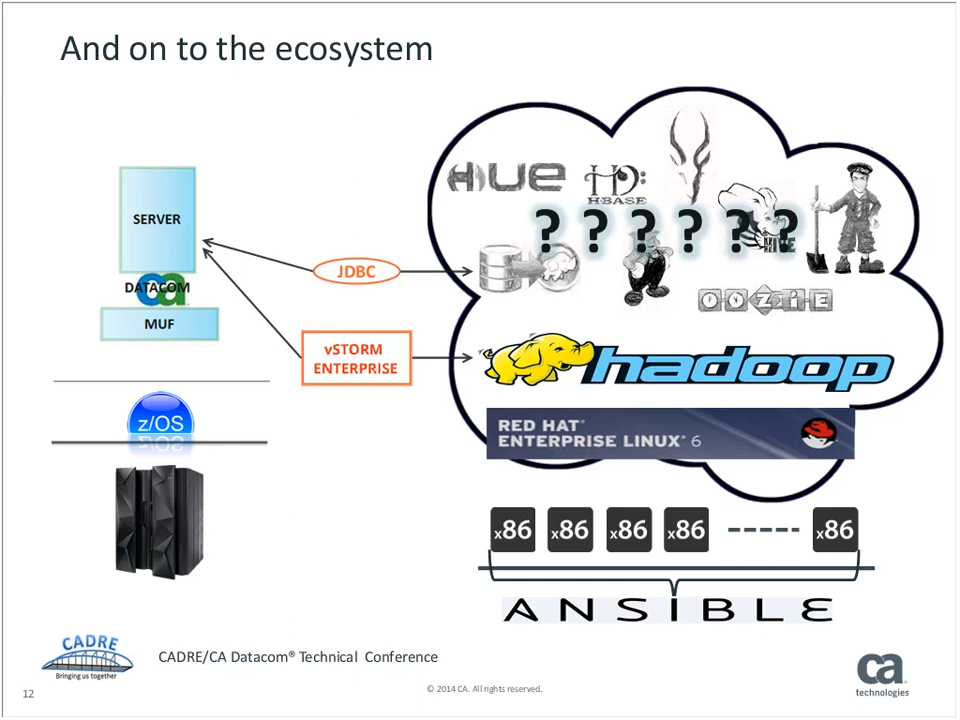 And on to the ecosystem
HUE
HBASE
SERVER
? ? ? ? ? ?
HIVE
JDBC
DATACOM
ca
OOZIE
MUF
vSTORM
ENTERPRISE
hadoop
z/OS
RED HAT®
ENTERPRISE LINUX® 6
x86 x86 x86 x86 x86
ANSIBLE
CADRE
Bringing us together
CADRE/CA Datacom® Technical Conference
ca
technologies
12
© 2014 CA. All rights reserved.